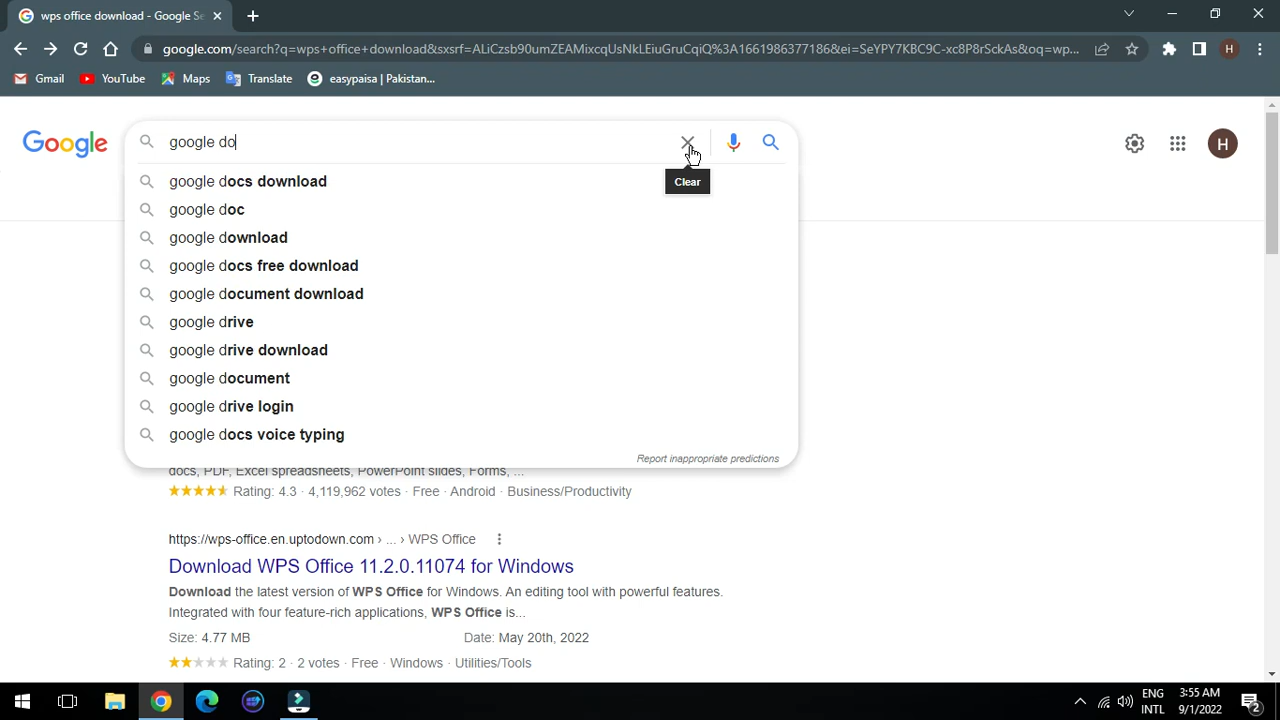 wps office download - Google Se
google.com/search?q=wps+office+download&sxsrf=ALiCzsb90umZEAMixcqUsNkLEiuGruCqiQ%3A1661986377186&ei=SeYPY7KBC9C-xc8P8rSckAs&oq=wp...
H
Gmail
YouTube
Maps
Translate
easypaisa | Pakistan...
Google
google do
H
Clear
google docs download
google doc
google download
google docs free download
google document download
google drive
google drive download
google document
google drive login
google docs voice typing
Report inappropriate predictions
docs, PDF, Excel spreadsheets, PowerPoint slides, Forms, ...
Rating: 4.3 · 4,119,962 votes · Free · Android · Business/Productivity
https://wps-office.en.uptodown.com › ... › WPS Office
Download WPS Office 11.2.0.11074 for Windows
Download the latest version of WPS Office for Windows. An editing tool with powerful features.
Integrated with four feature-rich applications, WPS Office is...
Size: 4.77 MB
Date: May 20th, 2022
Rating: 2 · 2 votes · Free · Windows · Utilities/Tools
ENG
INTL
3:55 AM
9/1/2022
2